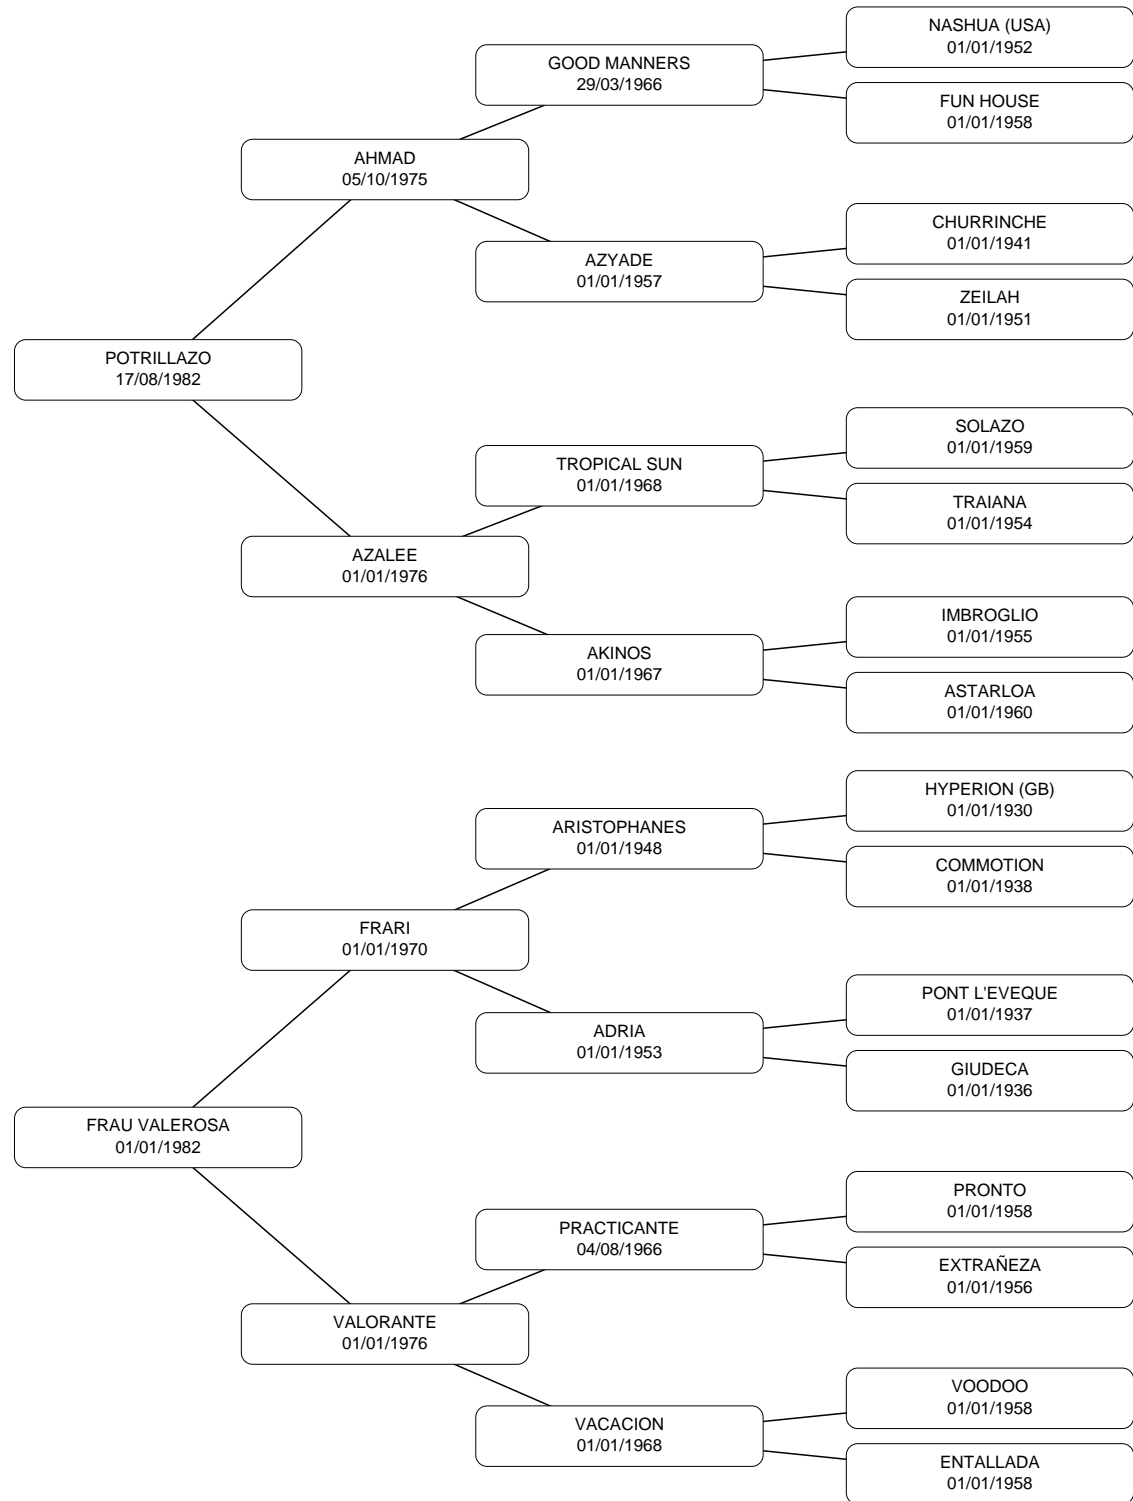 NASHUA (USA)
01/01/1952
GOOD MANNERS
29/03/1966
FUN HOUSE
01/01/1958
AHMAD
05/10/1975
CHURRINCHE
01/01/1941
AZYADE
01/01/1957
ZEILAH
01/01/1951
POTRILLAZO
17/08/1982
SOLAZO
01/01/1959
TROPICAL SUN
01/01/1968
TRAIANA
01/01/1954
AZALEE
01/01/1976
IMBROGLIO
01/01/1955
AKINOS
01/01/1967
ASTARLOA
01/01/1960
HYPERION (GB)
01/01/1930
ARISTOPHANES
01/01/1948
COMMOTION
01/01/1938
FRARI
01/01/1970
PONT L'EVEQUE
01/01/1937
ADRIA
01/01/1953
GIUDECA
01/01/1936
FRAU VALEROSA
01/01/1982
PRONTO
01/01/1958
PRACTICANTE
04/08/1966
EXTRAÑEZA
01/01/1956
VALORANTE
01/01/1976
VOODOO
01/01/1958
VACACION
01/01/1968
ENTALLADA
01/01/1958